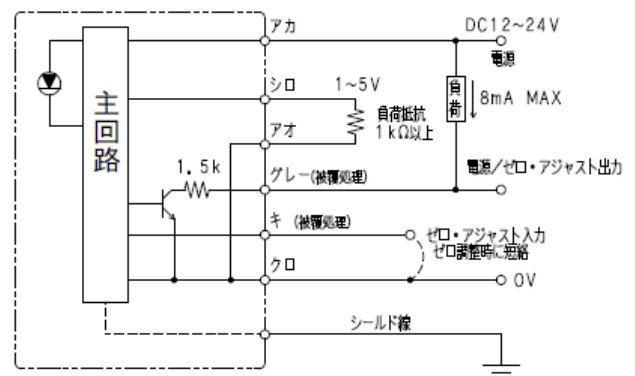 アカ
DC12~24V
電源
シロ
1~5V
負荷
8mA MAX
主回路
負荷抵抗
1kΩ以上
アオ
1.5k
グレー(被覆処理)
電源/ゼロ・アジャスト出力
キ (被覆処理)
ゼロ・アジャスト入力
ゼロ調整時に短絡
クロ
0V
シールド線